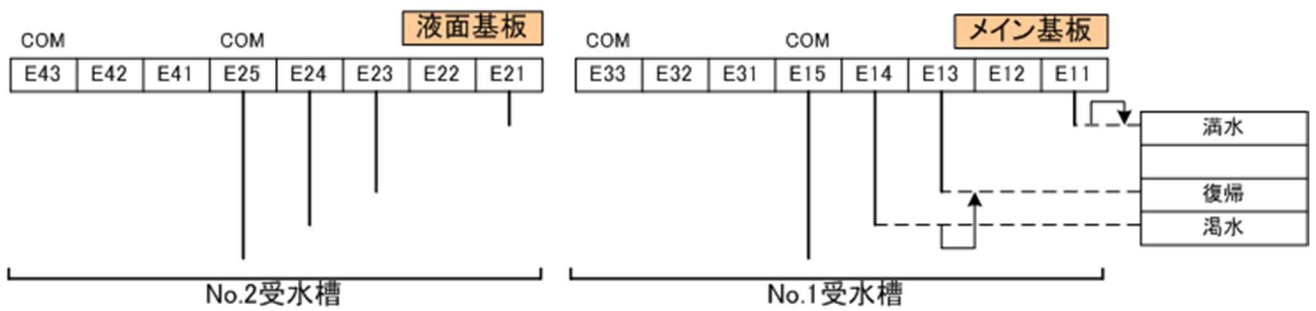 液面基板
メイン基板
COM COM COM COM
E43 E42 E41 E25 E24 E23 E22 E21
E33 E32 E31 E15 E14 E13 E12 E11
満水
復帰
渇水
No.2受水槽
No.1受水槽